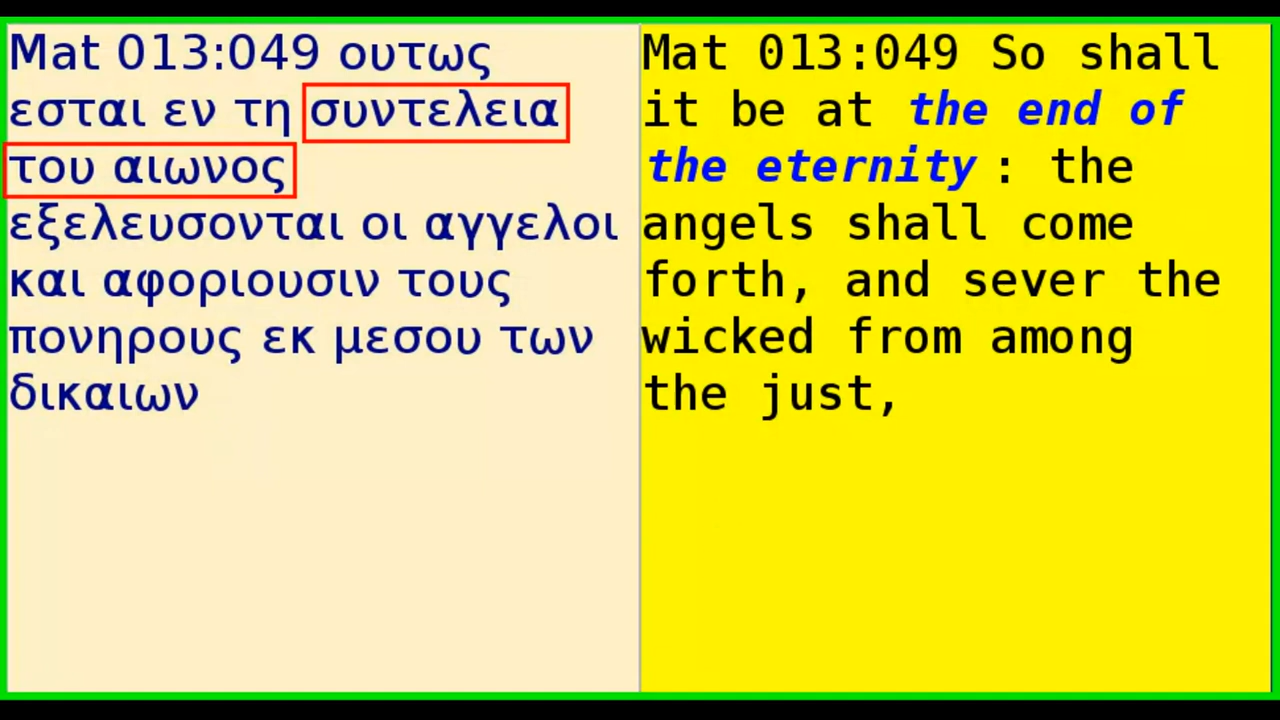 Mat 013:049 ουτως
εσται εν τη συντελεια
του αιωνος
εξελευσονται οι αγγελοι
και αφοριουσιν τους
πονηρους εκ μεσου των
δικαιων
Mat 013:049 So shall
it be at the end of
the eternity : the
angels shall come
forth, and sever the
wicked from among
the just,